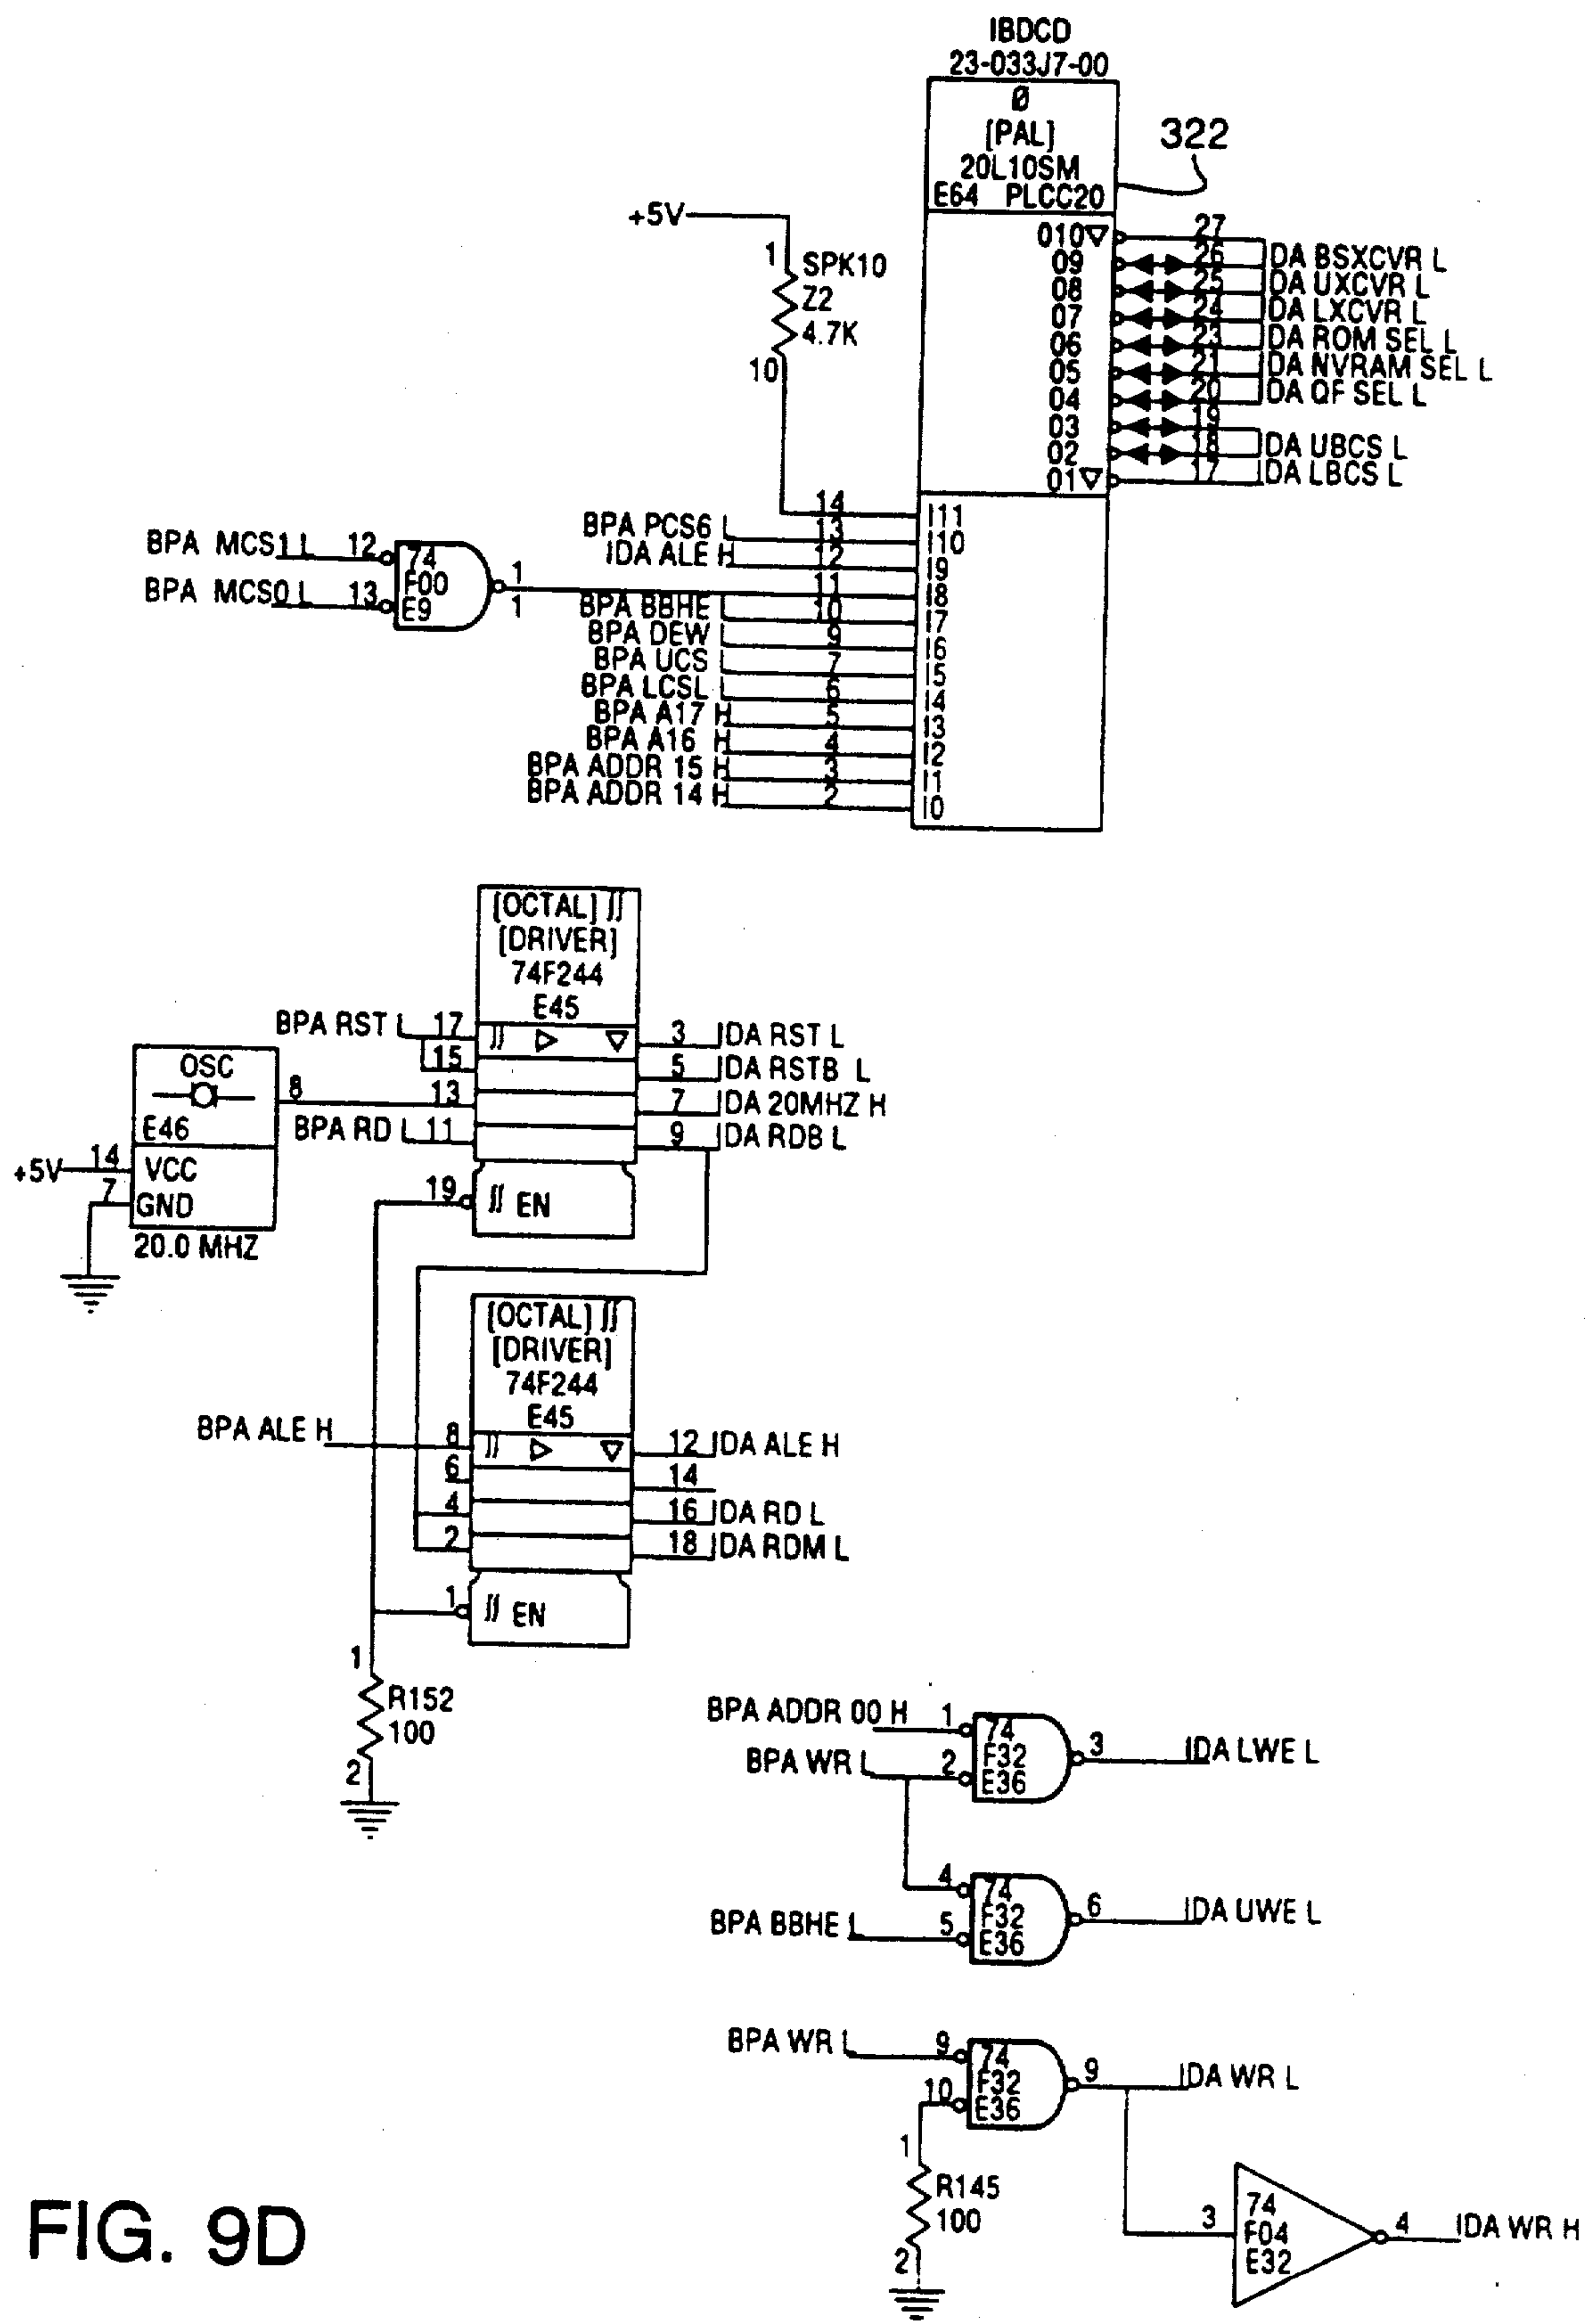 IBDCD
23-033J7-00
Ø
[PAL]
20L10SM
E64 PLCC20
322
+5V
1
SPK10
Z2
4.7K
10
O10 27
O9 26 IDA BSXCVR L
O8 25 IDA UXCVR L
O7 24 IDA LXCVR L
O6 23 IDA ROM SEL L
O5 21 IDA NVRAM SEL L
O4 20 IDA QF SEL L
O3 19
O2 18 IDA UBCS L
O1 17 IDA LBCS L
14 I11
BPA PCS6 L 13 I10
IDA ALE H 12 I9
11 I8
BPA BBHE L 10 I7
BPA DEW L 9 I6
BPA UCS L 7 I5
BPA LCSL L 6 I4
BPA A17 H 5 I3
BPA A16 H 4 I2
BPA ADDR 15 H 3 I1
BPA ADDR 14 H 2 I0
BPA MCS1 L 12
BPA MCS0 L 13
74
F00
E9
1
1
[OCTAL]
[DRIVER]
74F244
E45
BPA RST L 17
3 IDA RST L
15
5 IDA RSTB L
13
7 IDA 20MHZ H
BPA RD L 11
9 IDA RDB L
19 EN
OSC
8
E46
+5V 14 VCC
7 GND
20.0 MHZ
[OCTAL]
[DRIVER]
74F244
E45
BPA ALE H 8
12 IDA ALE H
6
14
4
16 IDA RD L
2
18 IDA RDM L
1 EN
1
R152
100
2
BPA ADDR 00 H 1
BPA WR L 2
74
F32
E36
3 IDA LWE L
4
BPA BBHE L 5
74
F32
E36
6 IDA UWE L
BPA WR L 9
10
74
F32
E36
9 IDA WR L
1
R145
100
2
3
74
F04
E32
4 IDA WR H
FIG. 9D